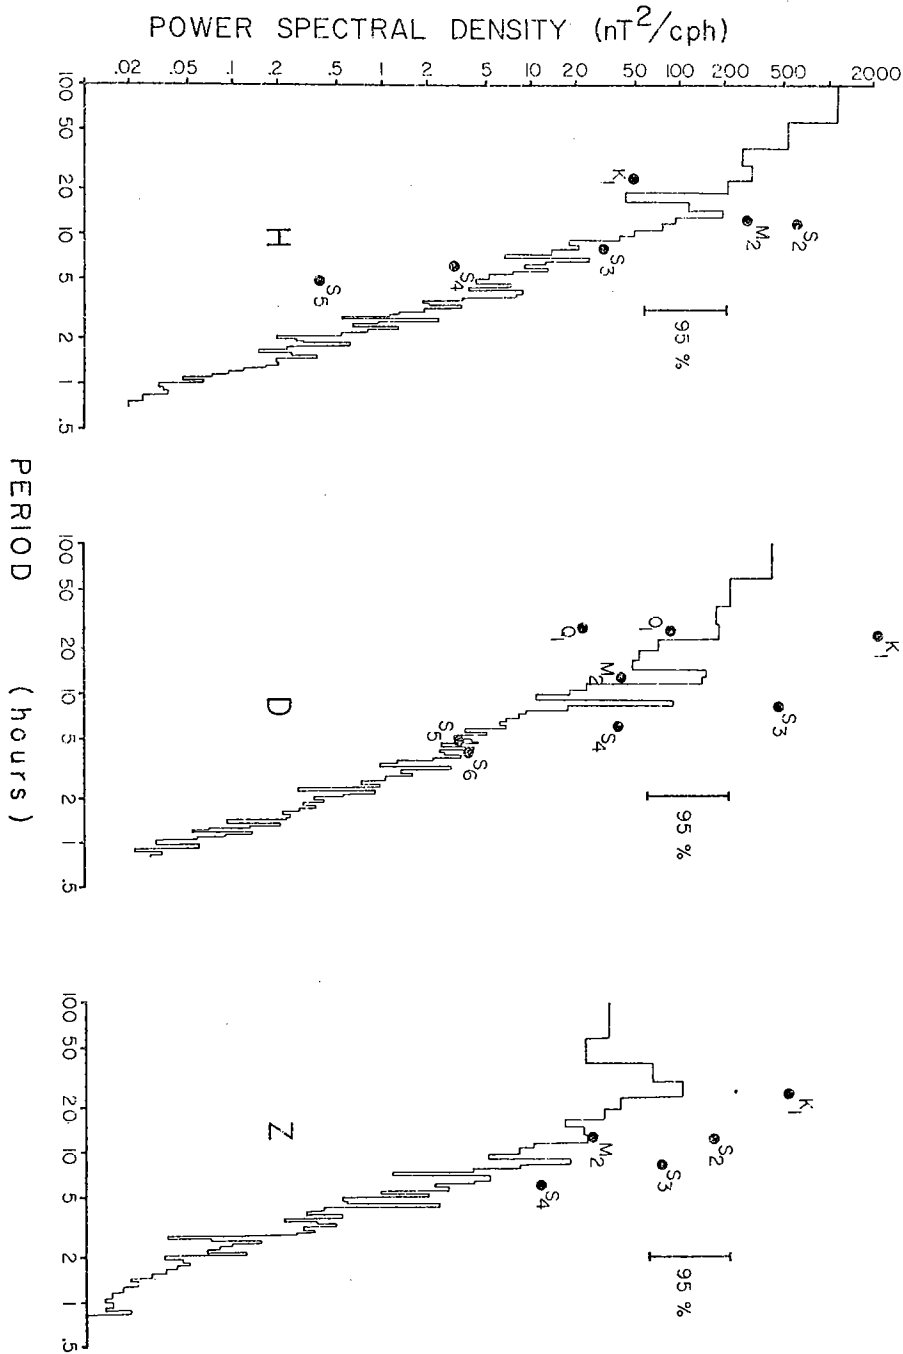 POWER SPECTRAL DENSITY (nT²/cph)
.02 .05 .1 .2 .5 1 2 5 10 20 50 100 200 500 2000
100 50 20 10 5 2 1 .5
H
K₁
M₂
S₂
S₃
S₄
S₅
95 %
PERIOD (hours)
100 50 20 10 5 2 1 .5
D
Q₁
O₁
K₁
M₂
S₃
S₄
S₅
S₆
95 %
100 50 20 10 5 2 1 .5
Z
K₁
M₂
S₂
S₃
S₄
95 %